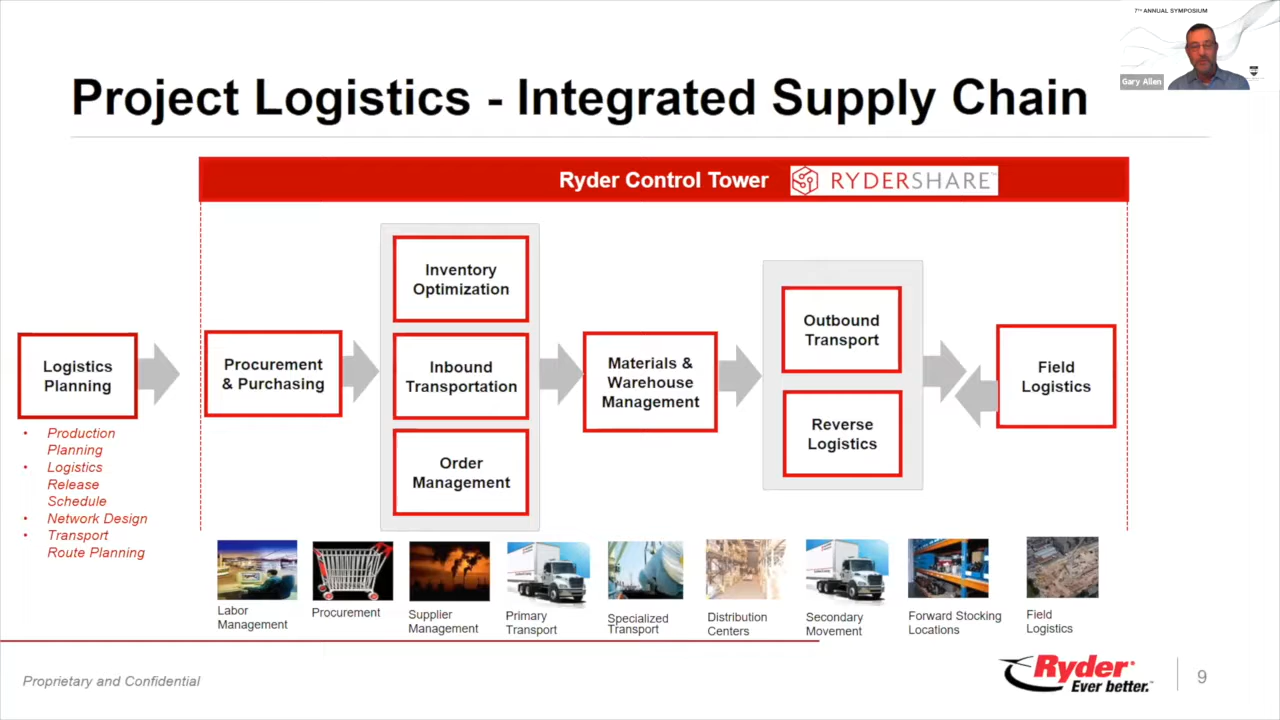 7TH ANNUAL SYMPOSIUM
Gary Allen
Project Logistics - Integrated Supply Chain
Ryder Control Tower
RYDERSHARE™
Logistics
Planning
• Production
Planning
• Logistics
Release
Schedule
• Network Design
• Transport
Route Planning
Procurement
& Purchasing
Inventory
Optimization
Inbound
Transportation
Order
Management
Materials &
Warehouse
Management
Outbound
Transport
Reverse
Logistics
Field
Logistics
Labor
Management
Procurement
Supplier
Management
Primary
Transport
Specialized
Transport
Distribution
Centers
Secondary
Movement
Forward Stocking
Locations
Field
Logistics
Proprietary and Confidential
Ryder®
Ever better.™
9